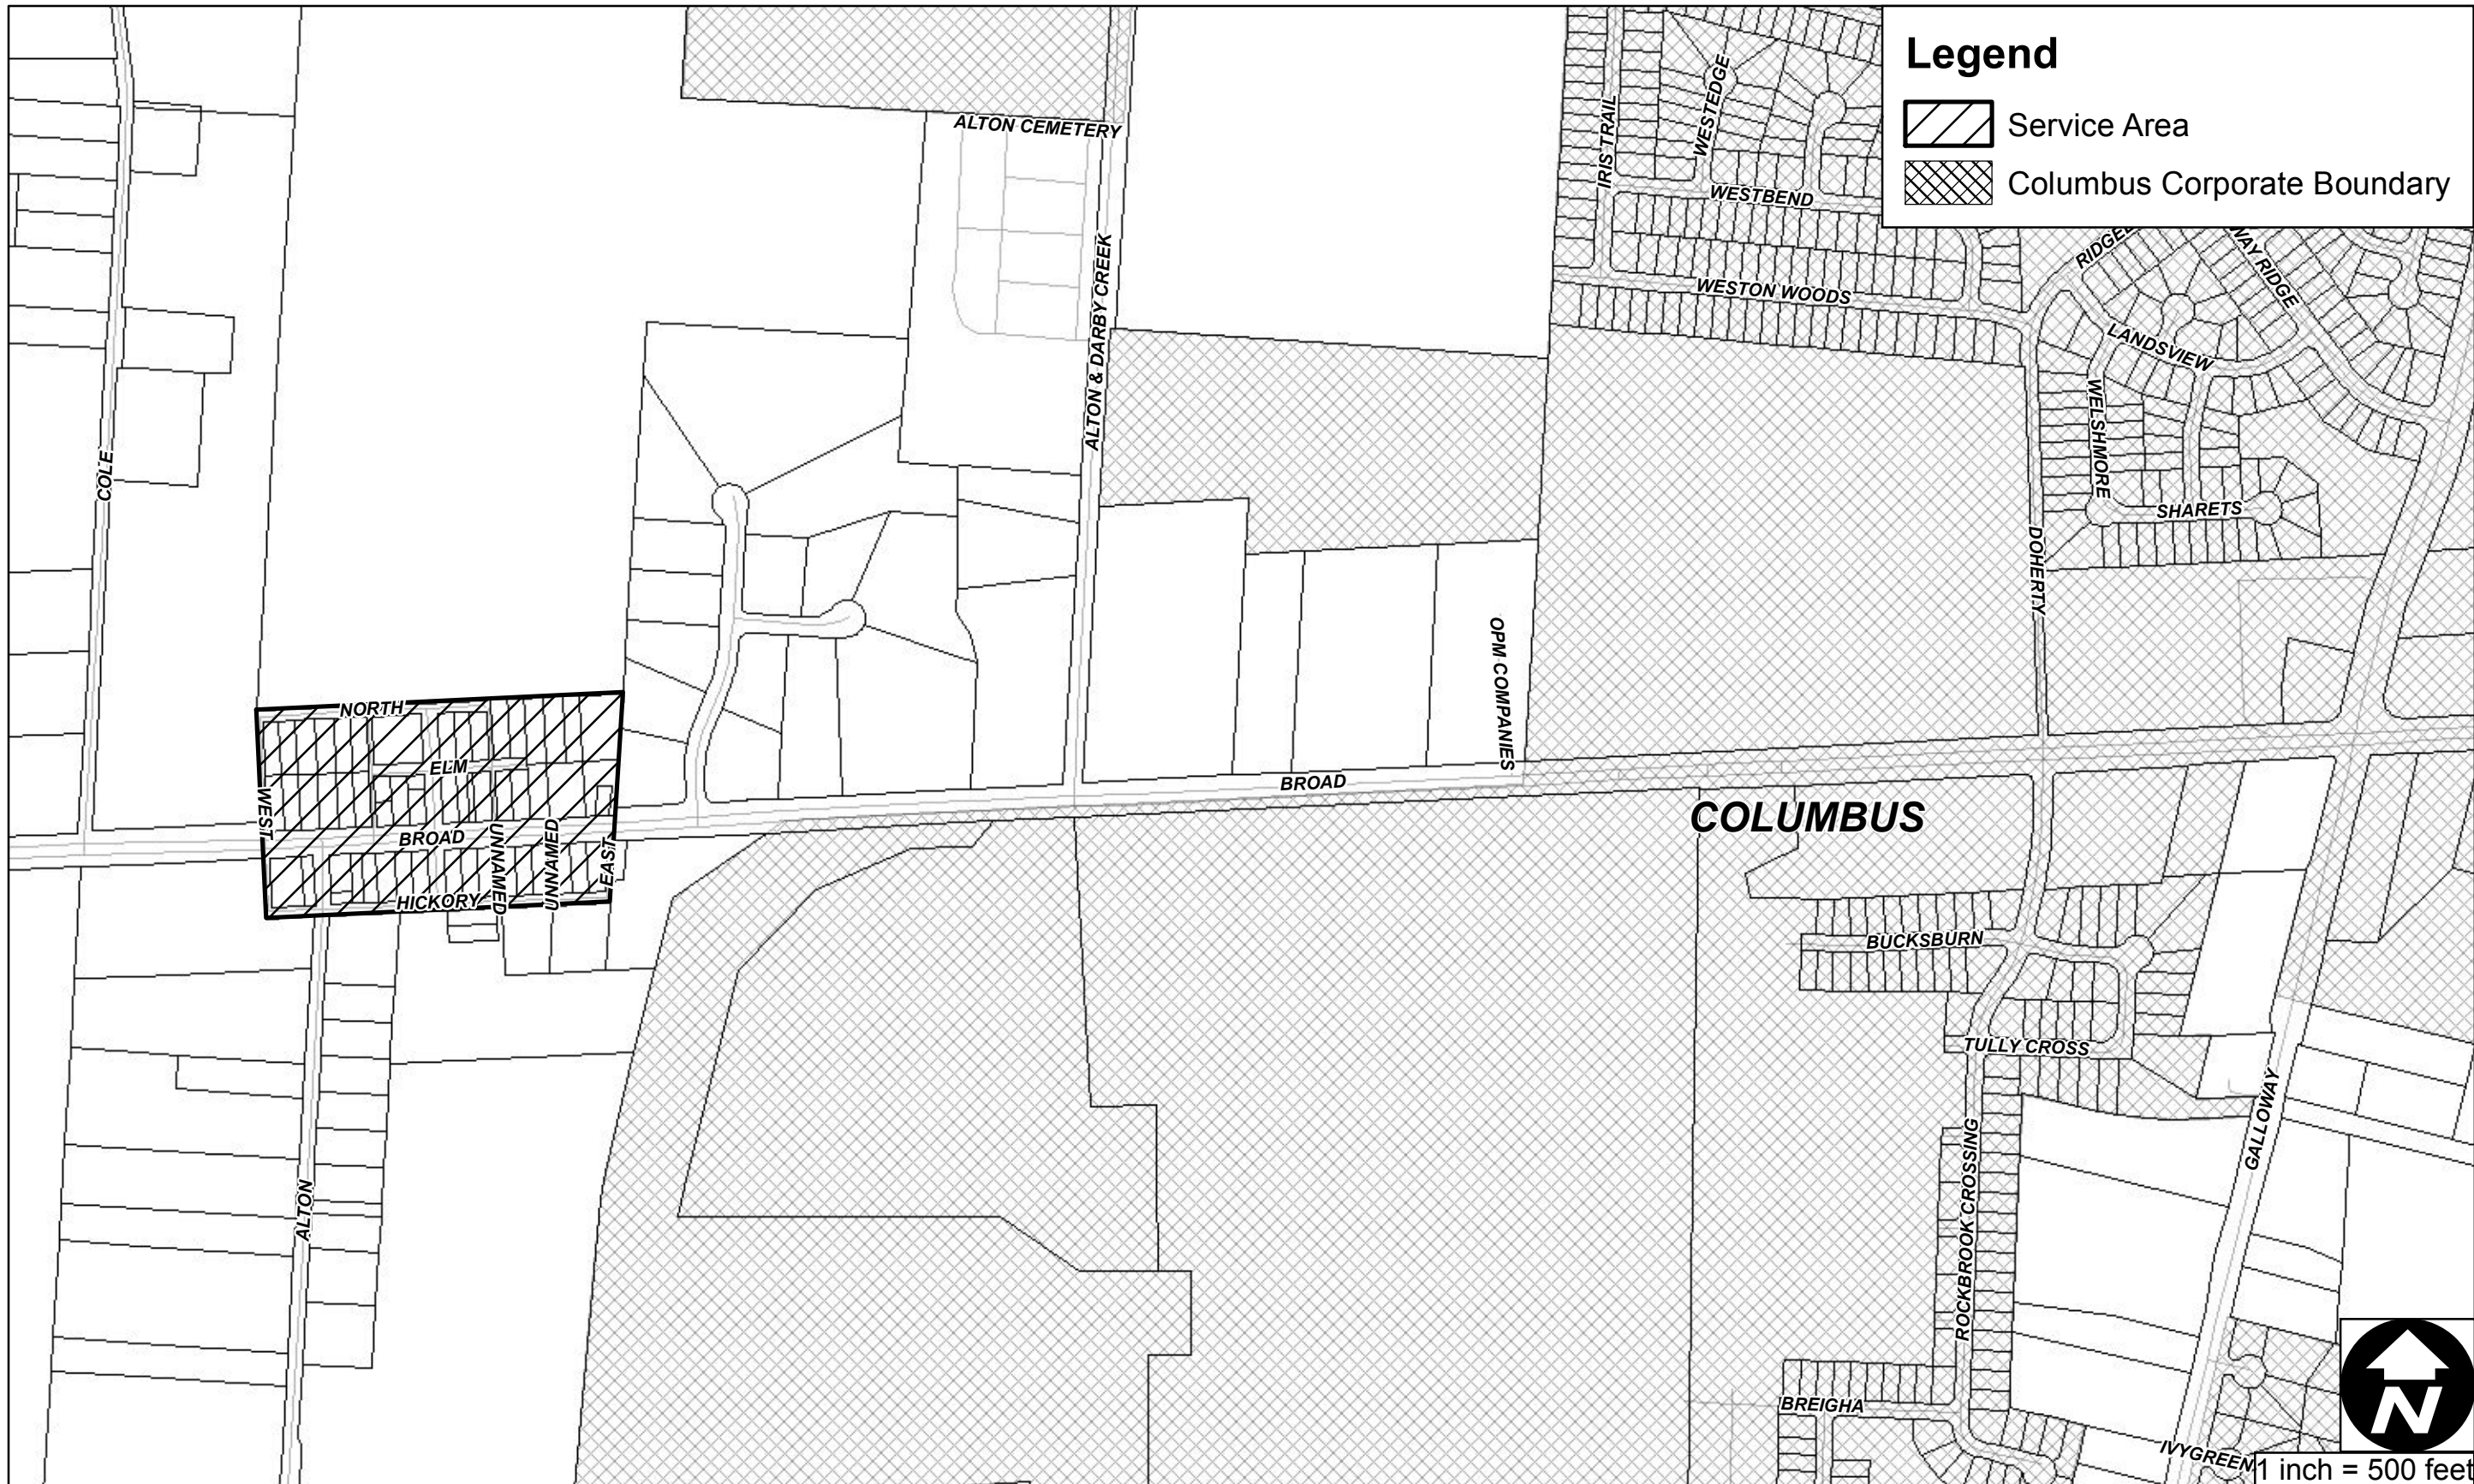 Legend
Service Area
Columbus Corporate Boundary
ALTON CEMETERY
IRIS TRAIL
WESTEDGE
WESTBEND
WESTON WOODS
WAY RIDGE
LANDSVIEW
WELSHMORE
SHARETS
ALTON & DARBY CREEK
COLE
DOHERTY
OPM COMPANIES
NORTH
ELM
WEST
BROAD
UNNAMED
UNNAMED
EAST
HICKORY
BROAD
COLUMBUS
BUCKSBURN
TULLY CROSS
GALLOWAY
ROCKBROOK CROSSING
ALTON
BREIGHA
IVYGREEN
N
1 inch = 500 feet